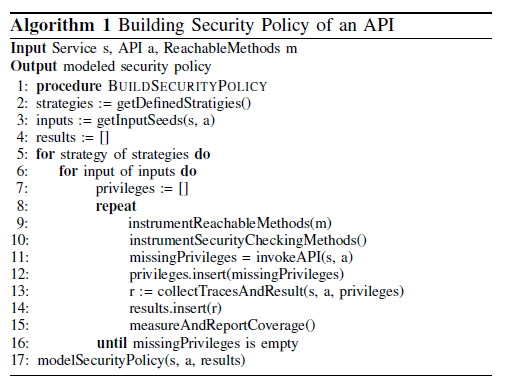 Algorithm 1 Building Security Policy of an API
Input Service s, API a, ReachableMethods m
Output modeled security policy
1: procedure BUILDSECURITYPOLICY
2: strategies := getDefinedStratigies()
3: inputs := getInputSeeds(s, a)
4: results := []
5: for strategy of strategies do
6: for input of inputs do
7: privileges := []
8: repeat
9: instrumentReachableMethods(m)
10: instrumentSecurityCheckingMethods()
11: missingPrivileges = invokeAPI(s, a)
12: privileges.insert(missingPrivileges)
13: r := collectTracesAndResult(s, a, privileges)
14: results.insert(r)
15: measureAndReportCoverage()
16: until missingPrivileges is empty
17: modelSecurityPolicy(s, a, results)